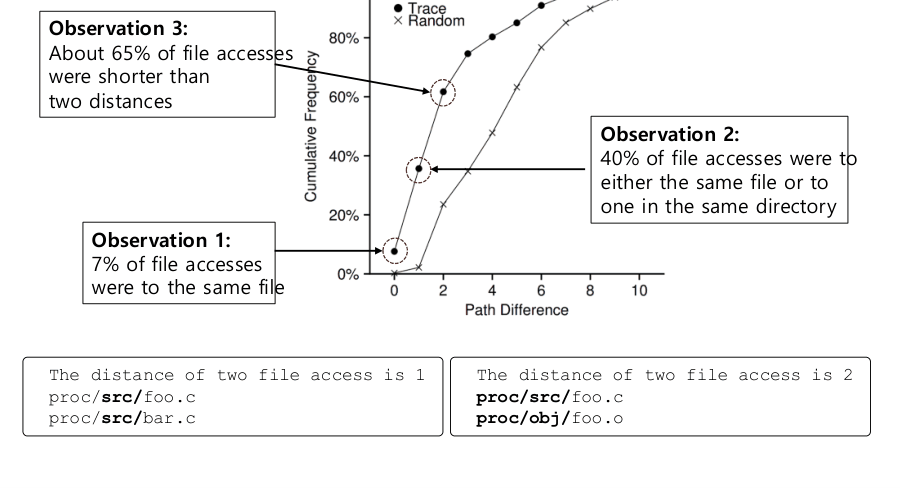 Trace
Random
Observation 3:
About 65% of file accesses
were shorter than
two distances
Observation 2:
40% of file accesses were to
either the same file or to
one in the same directory
Observation 1:
7% of file accesses
were to the same file
Cumulative Frequency
80%
60%
40%
20%
0%
0 2 4 6 8 10
Path Difference
The distance of two file access is 1
proc/src/foo.c
proc/src/bar.c
The distance of two file access is 2
proc/src/foo.c
proc/obj/foo.o